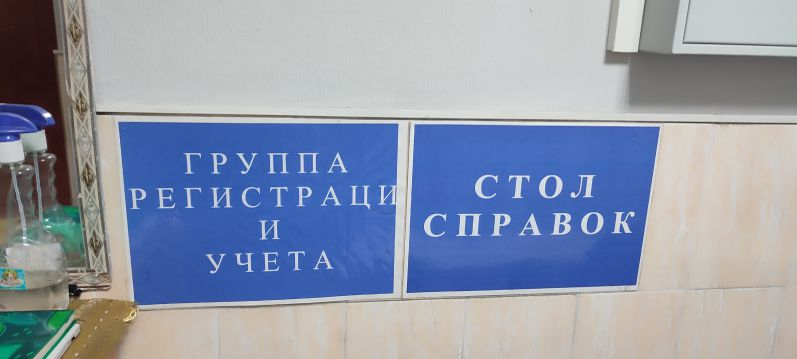 ГРУППА
РЕГИСТРАЦИ
И
УЧЕТА
СТОЛ
СПРАВОК